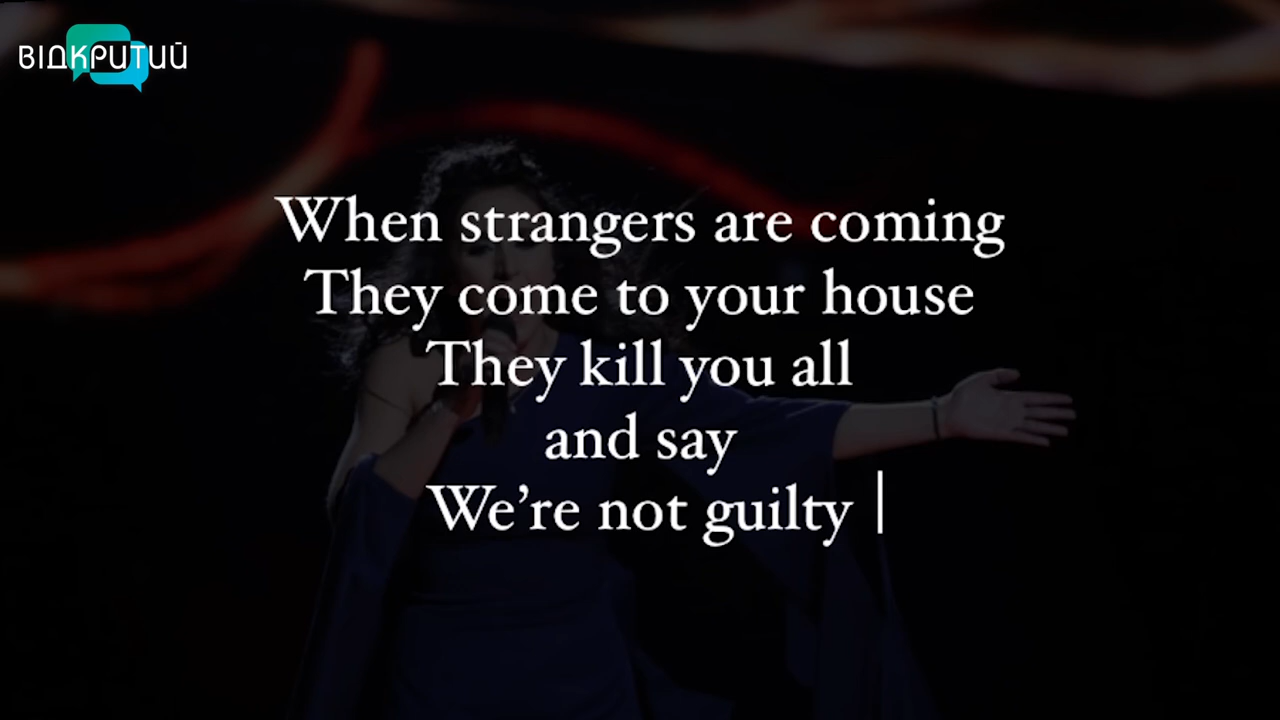 ВІДКРИТИЙ
When strangers are coming
They come to your house
They kill you all
and say
We’re not guilty